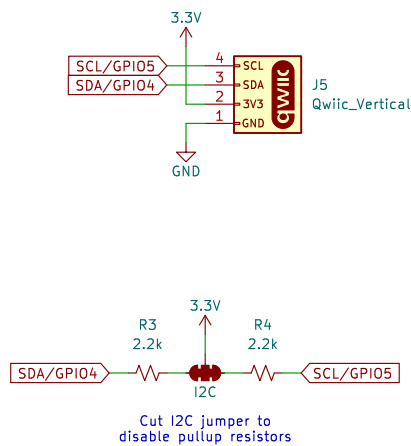 3.3V
SCL/GPIO5
4
SCL
SDA/GPIO4
3
SDA
2
3V3
1
GND
qwiic
J5
Qwiic_Vertical
GND
3.3V
R3
R4
2.2k
2.2k
SDA/GPIO4
SCL/GPIO5
I2C
Cut I2C jumper to
disable pullup resistors